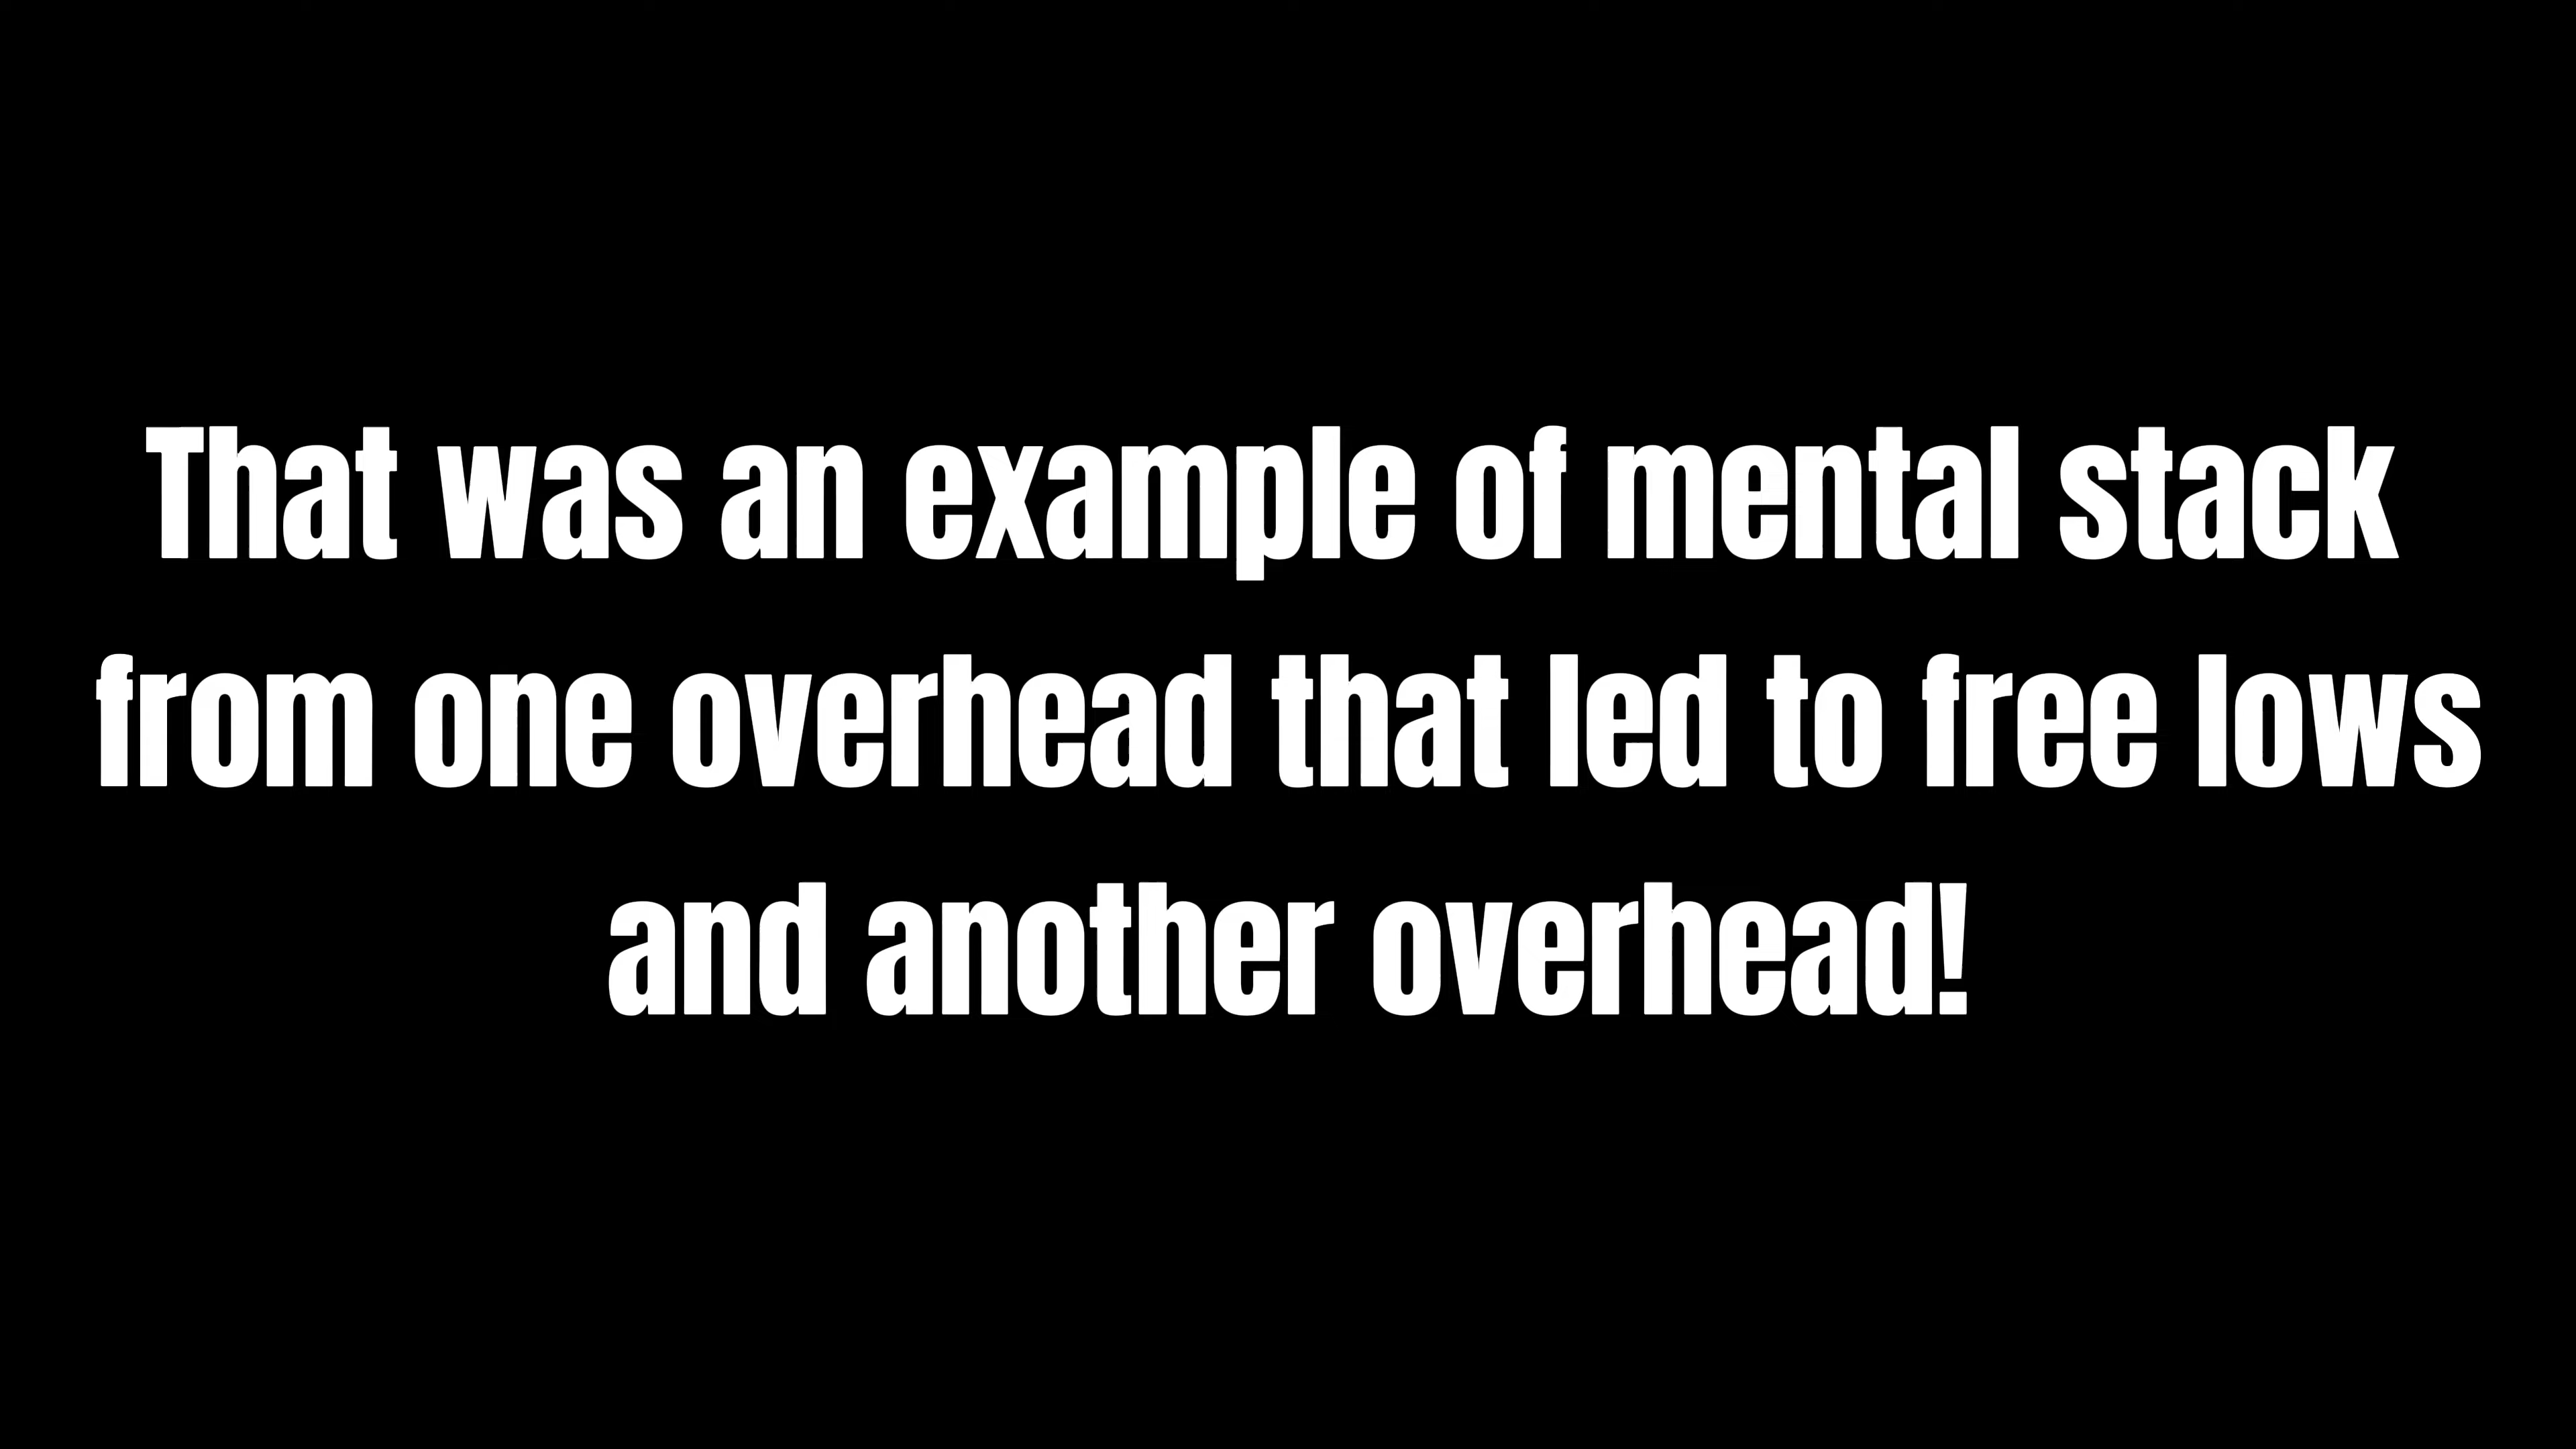 That was an example of mental stack
from one overhead that led to free lows
and another overhead!